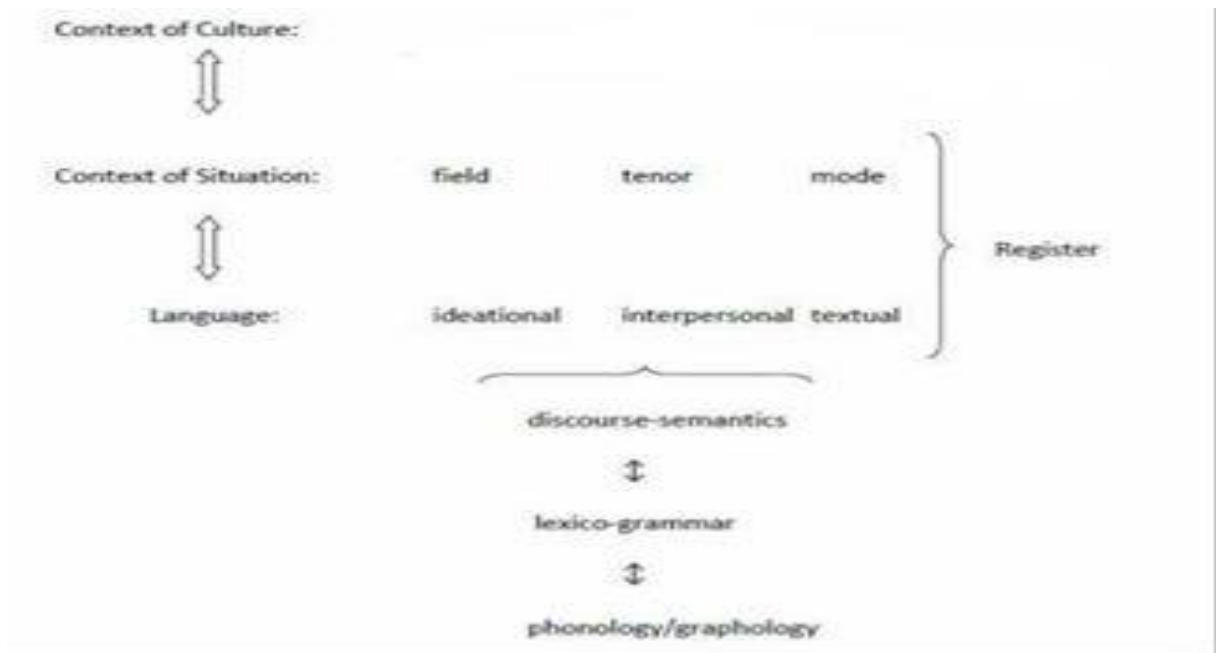 Context of Culture:
Context of Situation: field tenor mode
Register
Language: ideational interpersonal textual
discourse-semantics
lexico-grammar
phonology/graphology